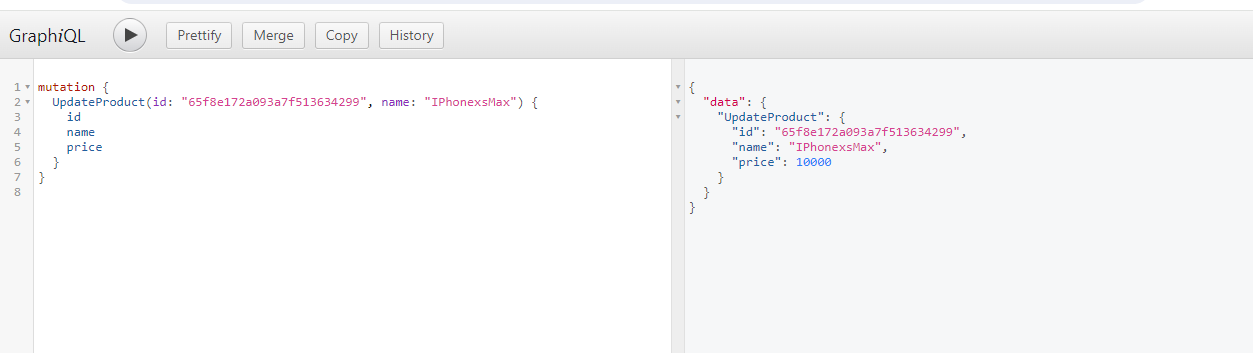 GraphiQL
Prettify
Merge
Copy
History
1 mutation {
2 UpdateProduct(id: "65f8e172a093a7f513634299", name: "IPhonexsMax") {
3 id
4 name
5 price
6 }
7 }
8
{
"data": {
"UpdateProduct": {
"id": "65f8e172a093a7f513634299",
"name": "IPhonexsMax",
"price": 10000
}
}
}